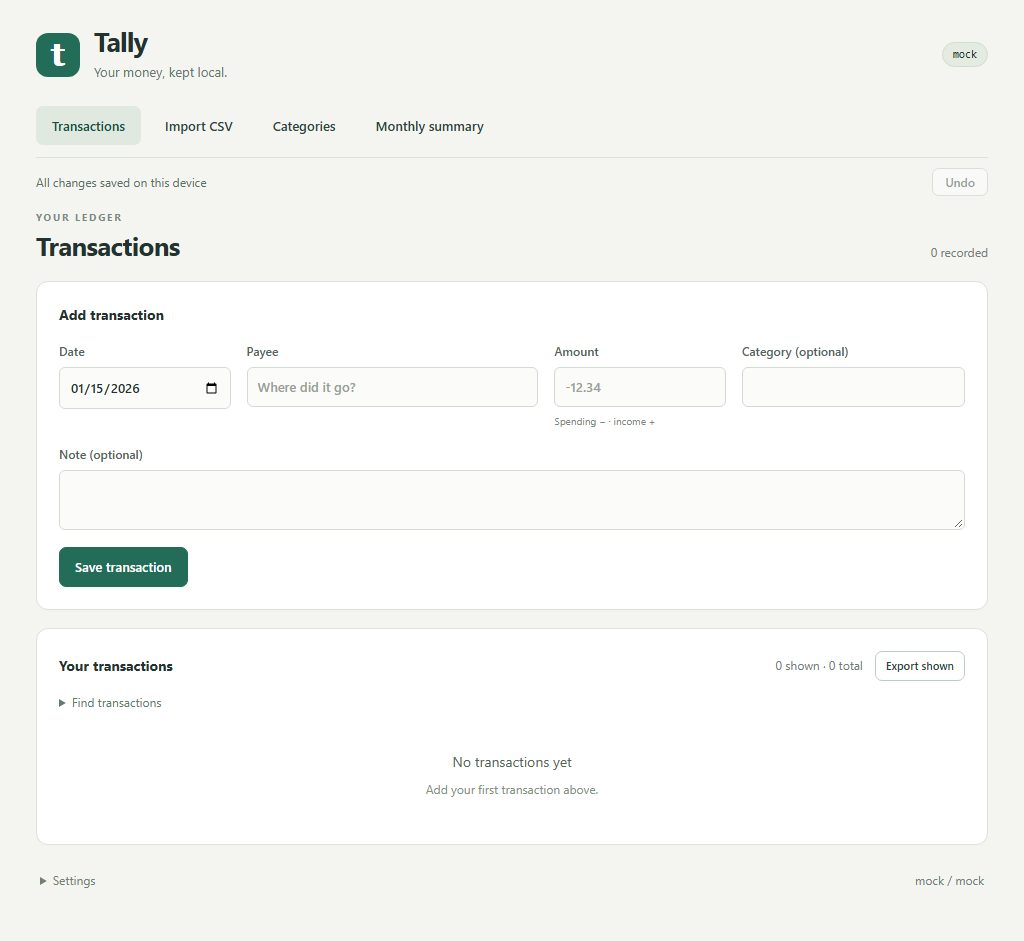 t
Tally
Your money, kept local.
mock
Transactions Import CSV Categories Monthly summary
All changes saved on this device Undo
YOUR LEDGER
Transactions 0 recorded
Add transaction
Date Payee Amount Category (optional)
01/15/2026 Where did it go? -12.34
Spending – · income +
Note (optional)
Save transaction
Your transactions 0 shown · 0 total Export shown
Find transactions
No transactions yet
Add your first transaction above.
Settings mock / mock